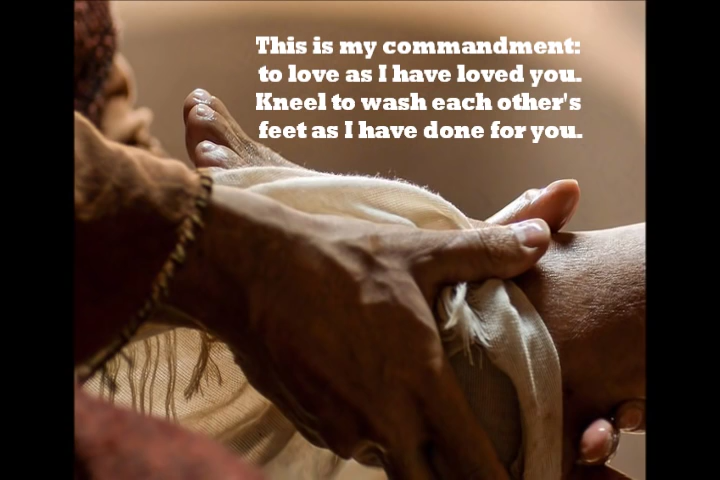 This is my commandment:
to love as I have loved you.
Kneel to wash each other's
feet as I have done for you.